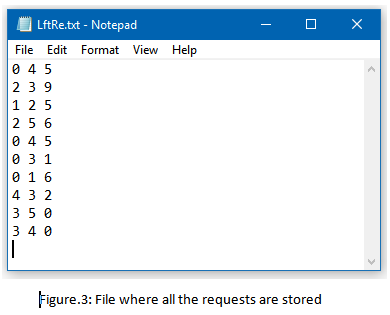 LftRe.txt - Notepad
File Edit Format View Help
0 4 5
2 3 9
1 2 5
2 5 6
0 4 5
0 3 1
0 1 6
4 3 2
3 5 0
3 4 0
Figure.3: File where all the requests are stored